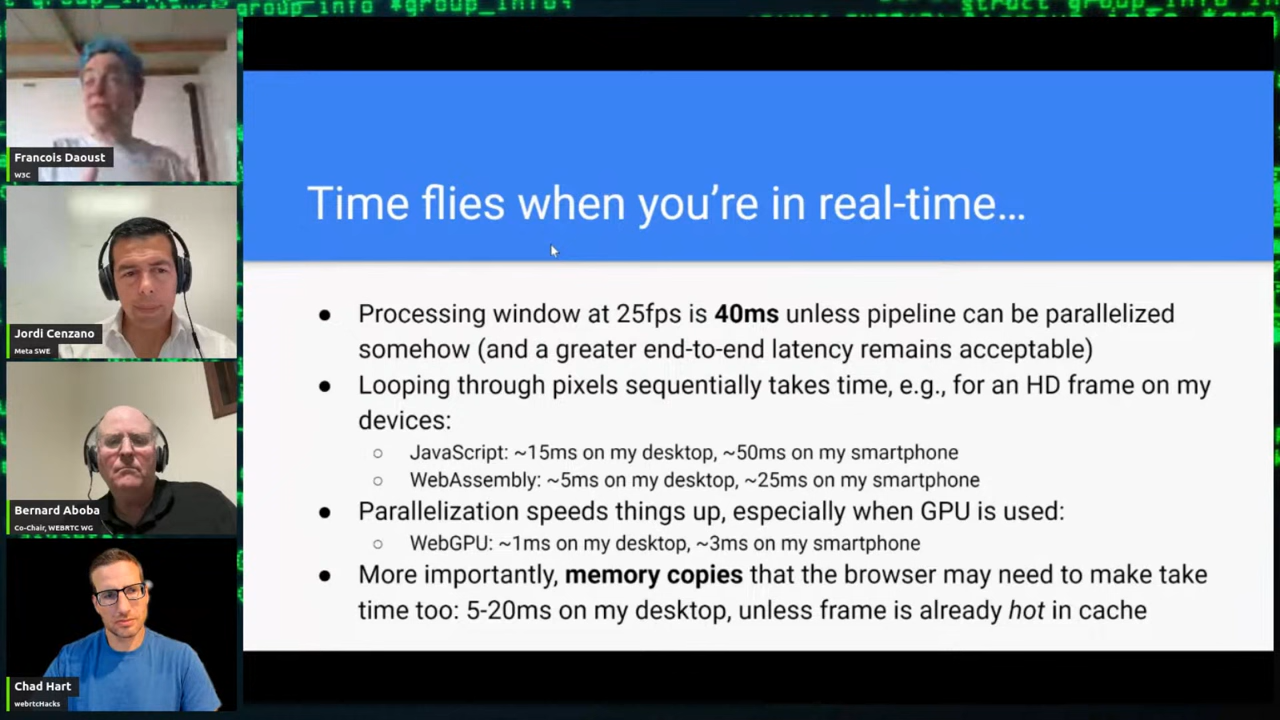 struct group_info init_groups = {
Francois Daoust
W3C
Jordi Cenzano
Meta SWE
Bernard Aboba
Co-Chair, WEBRTC WG
Chad Hart
webrtcHacks
Time flies when you're in real-time…
● Processing window at 25fps is 40ms unless pipeline can be parallelized
somehow (and a greater end-to-end latency remains acceptable)
● Looping through pixels sequentially takes time, e.g., for an HD frame on my
devices:
○ JavaScript: ~15ms on my desktop, ~50ms on my smartphone
○ WebAssembly: ~5ms on my desktop, ~25ms on my smartphone
● Parallelization speeds things up, especially when GPU is used:
○ WebGPU: ~1ms on my desktop, ~3ms on my smartphone
● More importantly, memory copies that the browser may need to make take
time too: 5-20ms on my desktop, unless frame is already hot in cache